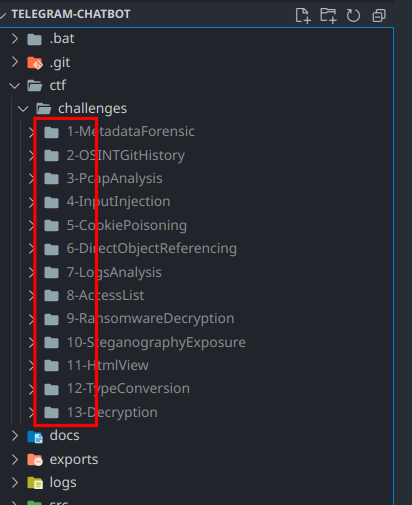 TELEGRAM-CHATBOT
.bat
.git
ctf
challenges
1-MetadataForensic
2-OSINTGitHistory
3-PcapAnalysis
4-InputInjection
5-CookiePoisoning
6-DirectObjectReferencing
7-LogsAnalysis
8-AccessList
9-RansomwareDecryption
10-SteganographyExposure
11-HtmlView
12-TypeConversion
13-Decryption
docs
exports
logs
src